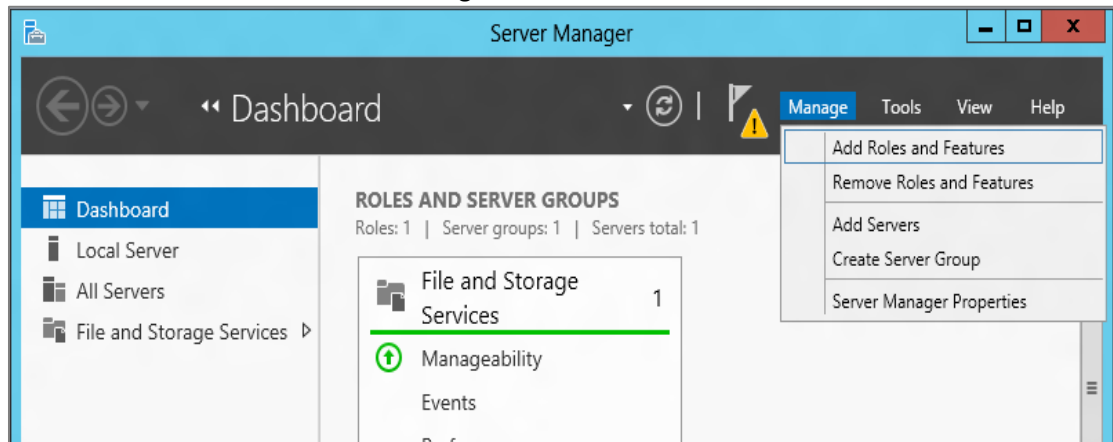 Server Manager
Dashboard
Manage Tools View Help
Add Roles and Features
Remove Roles and Features
Add Servers
Create Server Group
Server Manager Properties
Dashboard
Local Server
All Servers
File and Storage Services
ROLES AND SERVER GROUPS
Roles: 1 | Server groups: 1 | Servers total: 1
File and Storage
Services
1
Manageability
Events